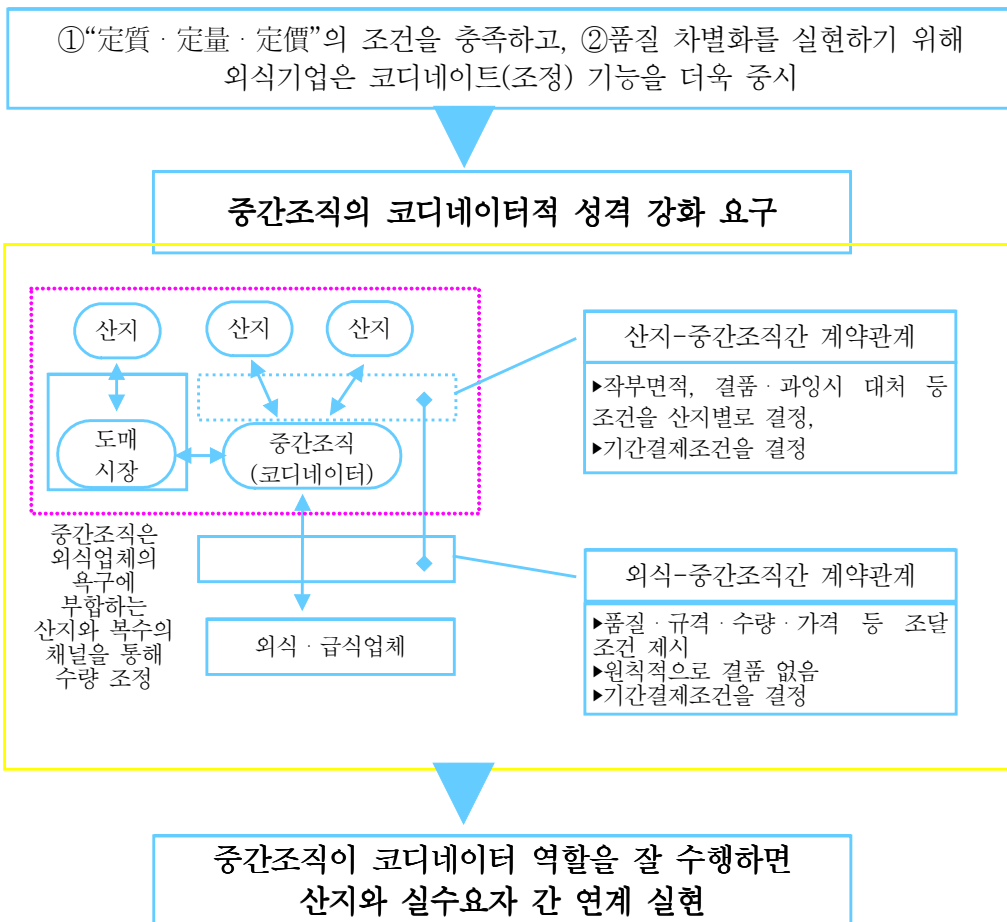 ①“定質ㆍ定量ㆍ定價”의 조건을 충족하고, ②품질 차별화를 실현하기 위해
외식기업은 코디네이트(조정) 기능을 더욱 중시
중간조직의 코디네이터적 성격 강화 요구
산지
산지
산지
도매
시장
중간조직
(코디네이터)
중간조직은
외식업체의
욕구에
부합하는
산지와 복수의
채널을 통해
수량 조정
외식ㆍ급식업체
산지-중간조직간 계약관계
▶작부면적, 결품ㆍ과잉시 대처 등
조건을 산지별로 결정,
▶기간결제조건을 결정
외식-중간조직간 계약관계
▶품질ㆍ규격ㆍ수량ㆍ가격 등 조달
조건 제시
▶원칙적으로 결품 없음
▶기간결제조건을 결정
중간조직이 코디네이터 역할을 잘 수행하면
산지와 실수요자 간 연계 실현